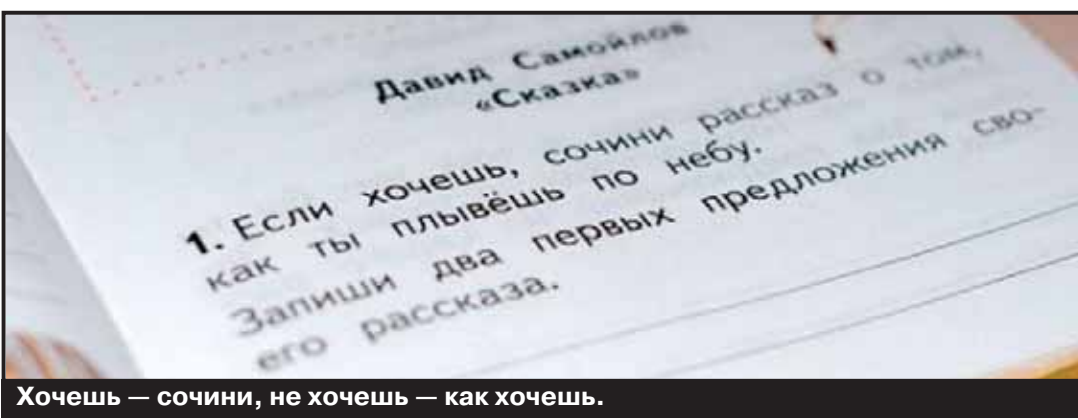 Давид Самойлов
«Сказка»
1. Если хочешь, сочини рассказ о том,
как ты плывёшь по небу.
Запиши два первых предложения сво-
его рассказа.
Хочешь — сочини, не хочешь — как хочешь.